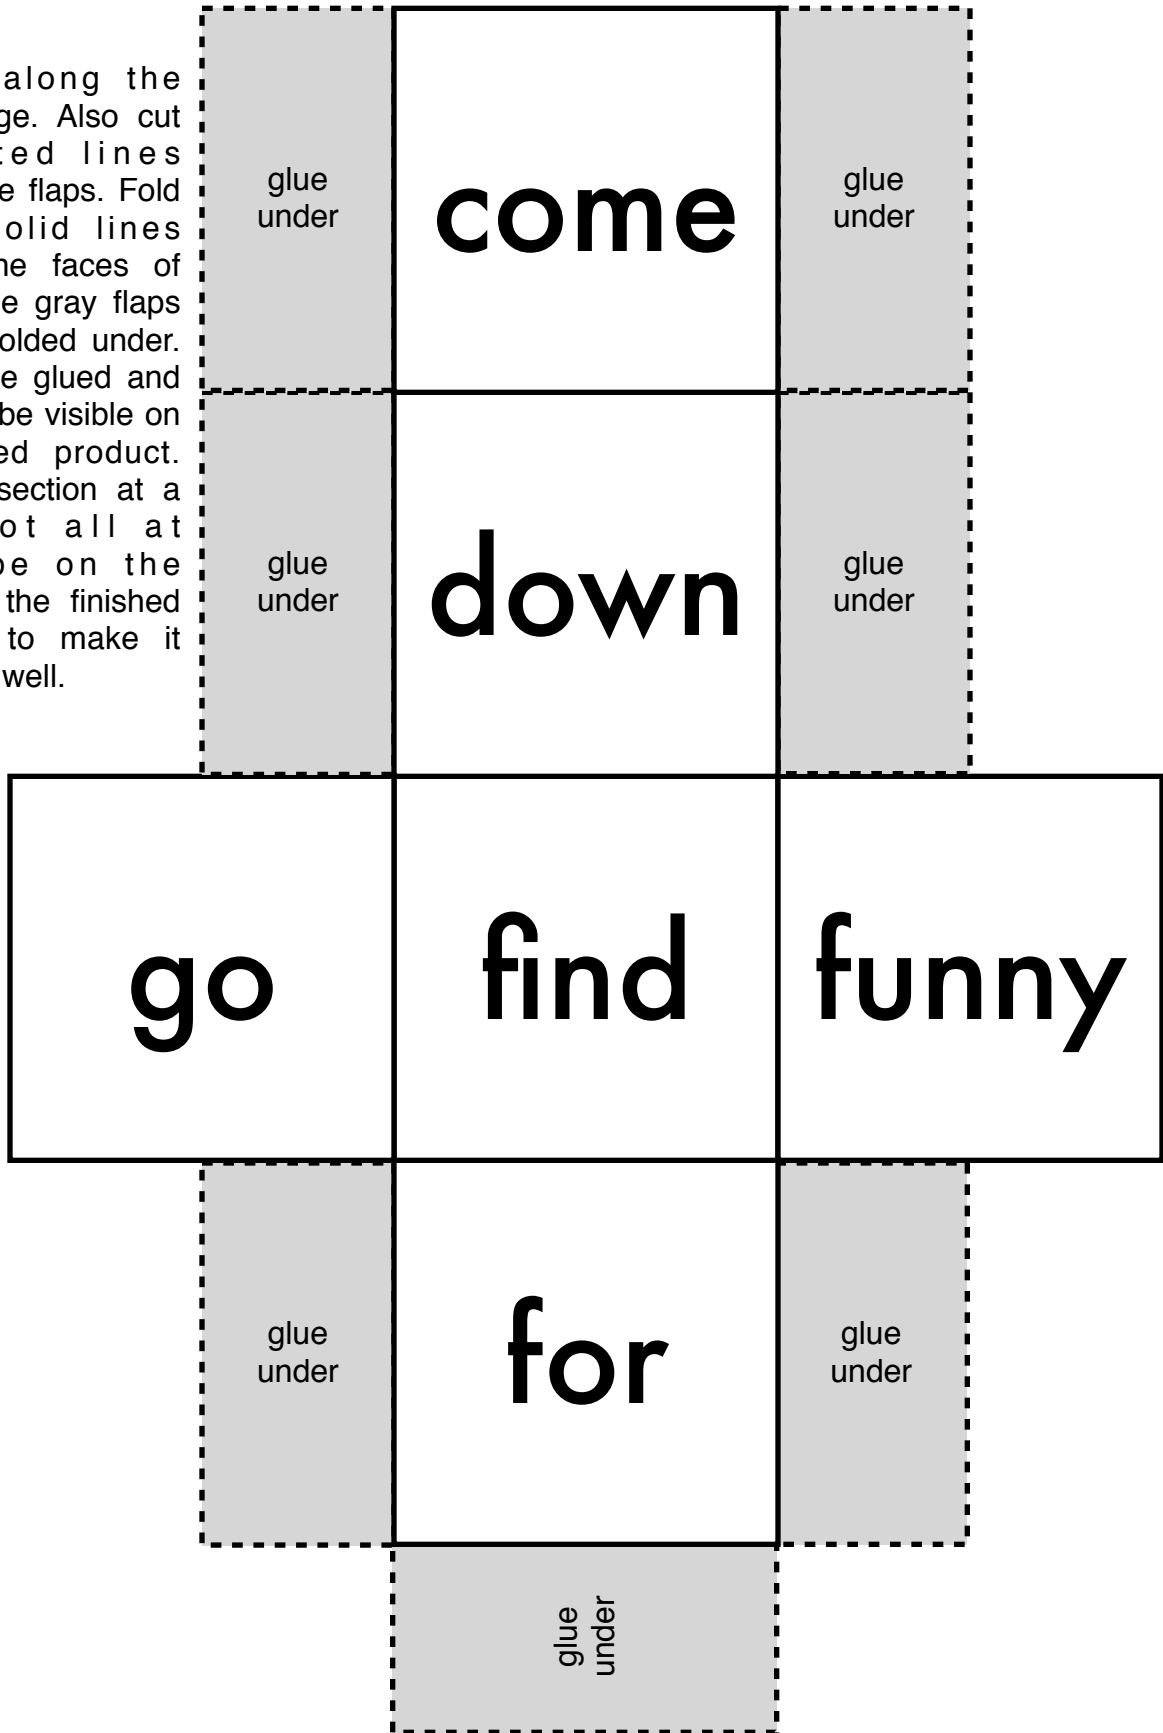 along the
ge. Also cut
ted lines
e flaps. Fold
olid lines
he faces of
e gray flaps
olded under.
e glued and
be visible on
ed product.
section at a
ot all at
pe on the
the finished
to make it
well.
glue
under
come
glue
under
glue
under
down
glue
under
go
find
funny
glue
under
for
glue
under
glue
under